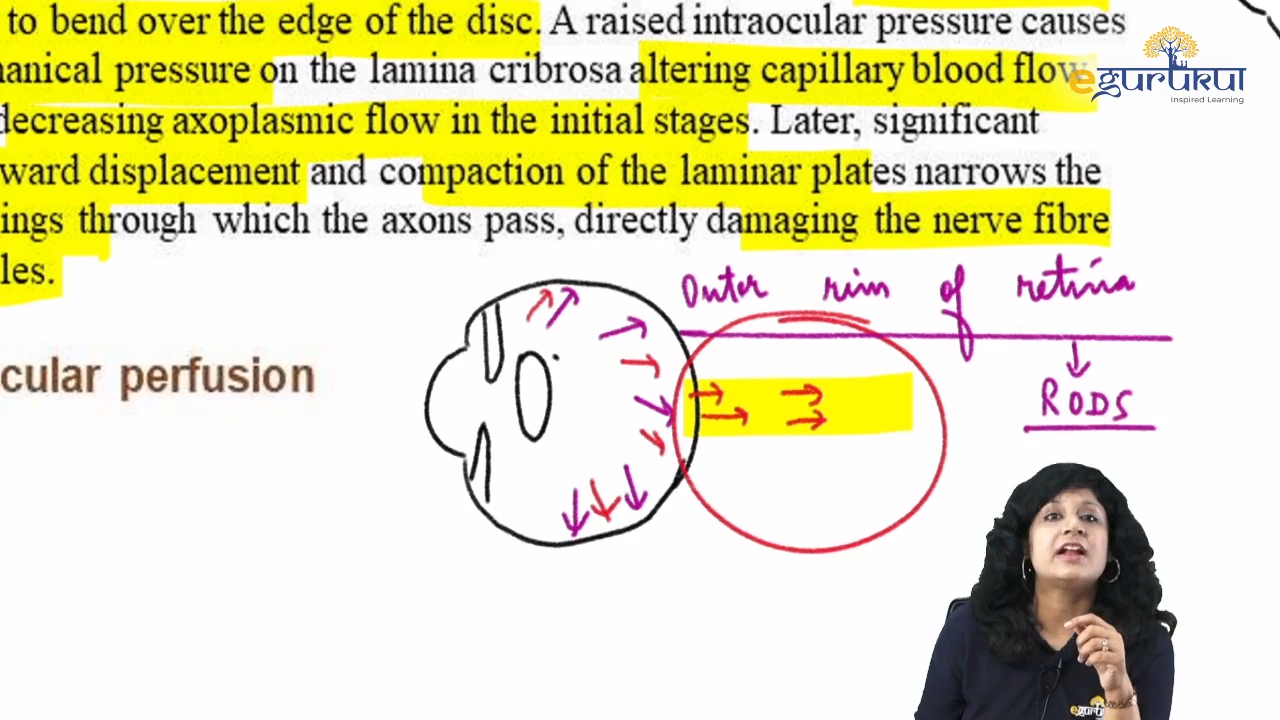 to bend over the edge of the disc. A raised intraocular pressure causes
anical pressure on the lamina cribrosa altering capillary blood flow
decreasing axoplasmic flow in the initial stages. Later, significant
ward displacement and compaction of the laminar plates narrows the
ings through which the axons pass, directly damaging the nerve fibre
les.
egurukul
Inspired Learning
Outer rim of retina
RODS
cular perfusion